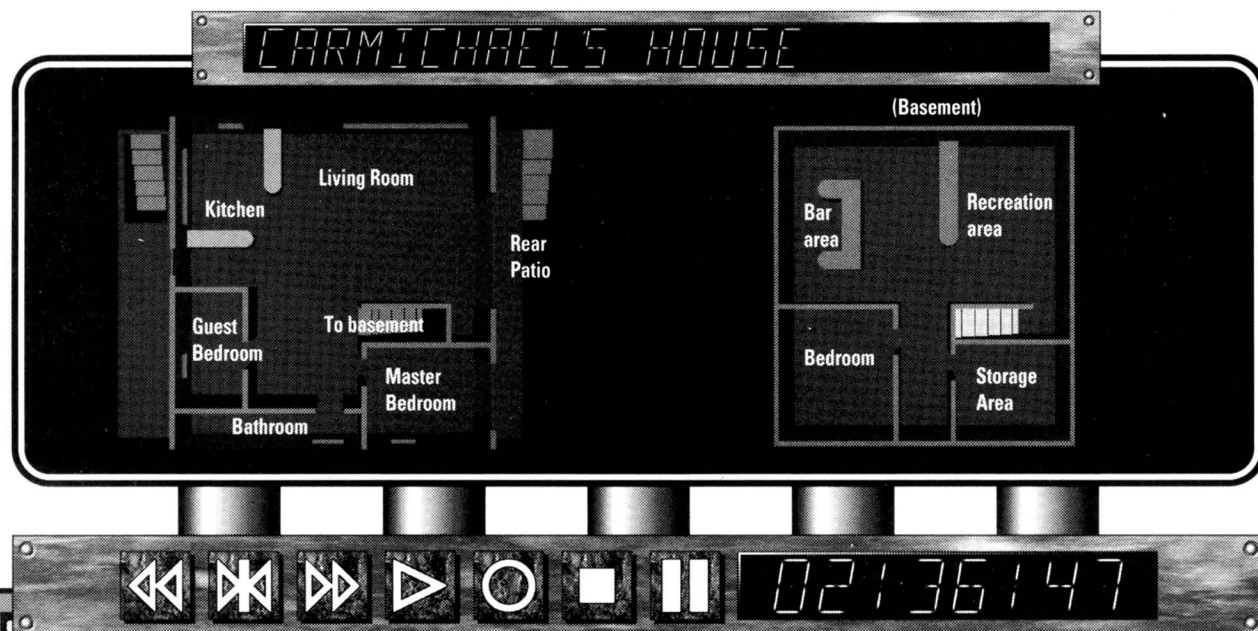 CARMICHAEL'S HOUSE
(Basement)
Living Room
Kitchen
Rear
Patio
Guest
Bedroom
To basement
Master
Bedroom
Bathroom
Bar
area
Recreation
area
Bedroom
Storage
Area
02136147